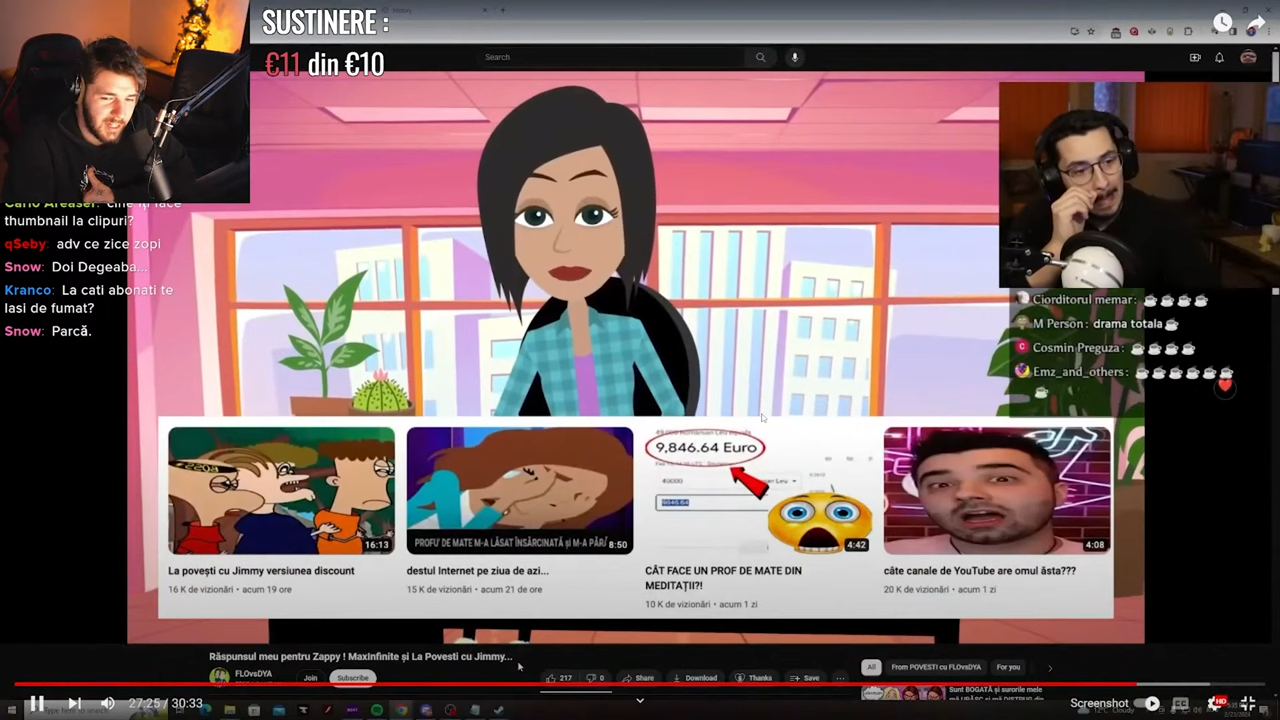 SUSTINERE :
€11 din €10
Search
thumbnail la clipuri?
qSeby: adv ce zice zopi
Snow: Doi Degeaba...
Kranco: La cati abonati te
lasi de fumat?
Snow: Parcă.
Ciorditorul memar: ☕☕☕☕
M Person: drama totala☕
Cosmin Preguza: ☕☕☕☕
Emz_and_others: ☕☕☕☕☕☕
☕
9,846.64 Euro
40000
16:13
PROFU' DE MATE M-A LĂSAT ÎNSĂRCINATĂ și M-A PĂRĂ
8:50
4:42
4:08
La povești cu Jimmy versiunea discount
16 K de vizionări • acum 19 ore
destul Internet pe ziua de azi...
15 K de vizionări • acum 21 de ore
CÂT FACE UN PROF DE MATE DIN
MEDITAȚII?!
10 K de vizionări • acum 1 zi
câte canale de YouTube are omul ăsta???
20 K de vizionări • acum 1 zi
Răspunsul meu pentru Zappy ! MaxInfinite și La Povesti cu Jimmy...
FLOvsDYA
Join
Subscribe
217
0
Share
Download
Thanks
Save
All
From POVESTI cu FLOvsDYA
For you
Sunt BOGATĂ și surorile mele
27:25 / 30:33
Screenshot
HD